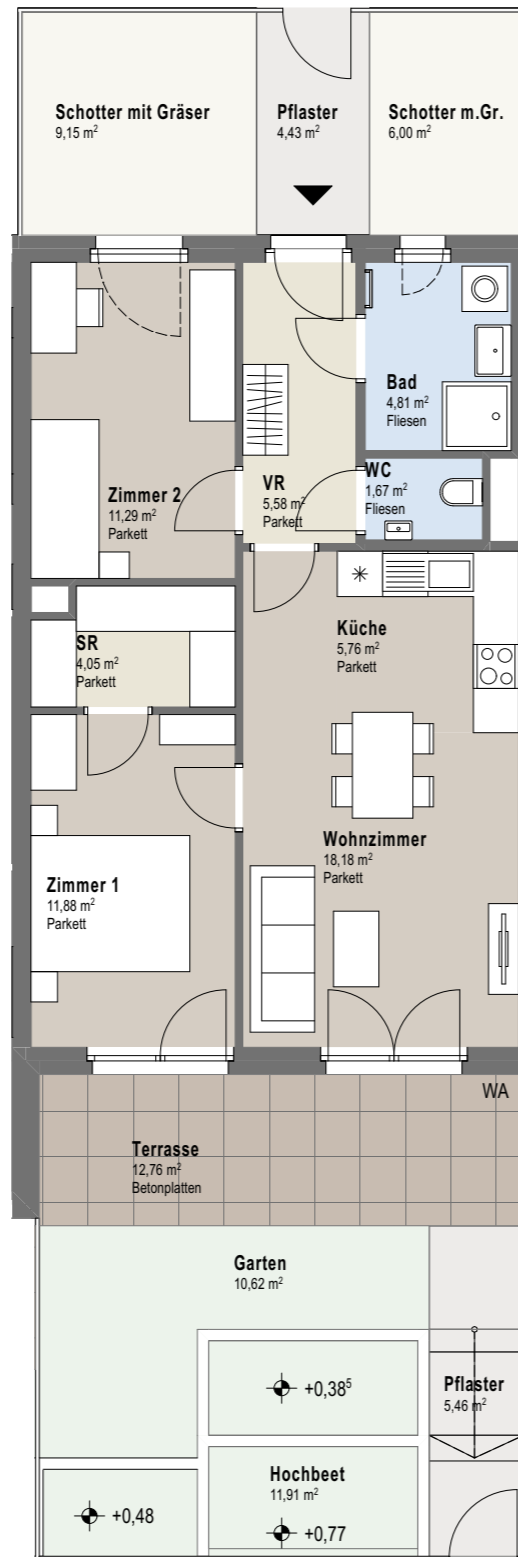 Schotter mit Gräser
9,15 m²
Pflaster
4,43 m²
Schotter m.Gr.
6,00 m²
Bad
4,81 m²
Fliesen
Zimmer 2
11,29 m²
Parkett
VR
5,58 m²
Parkett
WC
1,67 m²
Fliesen
SR
4,05 m²
Parkett
Küche
5,76 m²
Parkett
Wohnzimmer
18,18 m²
Parkett
Zimmer 1
11,88 m²
Parkett
WA
Terrasse
12,76 m²
Betonplatten
Garten
10,62 m²
+0,38⁵
Pflaster
5,46 m²
Hochbeet
11,91 m²
+0,48
+0,77